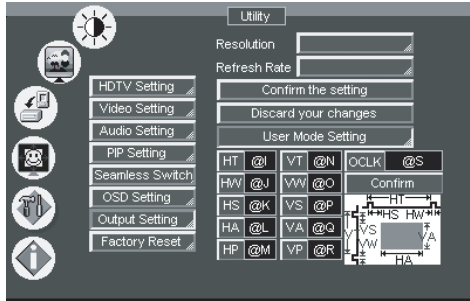 Utility
Resolution
Refresh Rate
HDTV Setting
Confirm the setting
Video Setting
Discard your changes
Audio Setting
User Mode Setting
PIP Setting
HT @I VT @N OCLK @S
Seamless Switch
HW @J VW @O Confirm
OSD Setting
HS @K VS @P
Output Setting
HA @L VA @Q
Factory Reset
HP @M VP @R
HT
HS HW
VS
VW
VA
HA